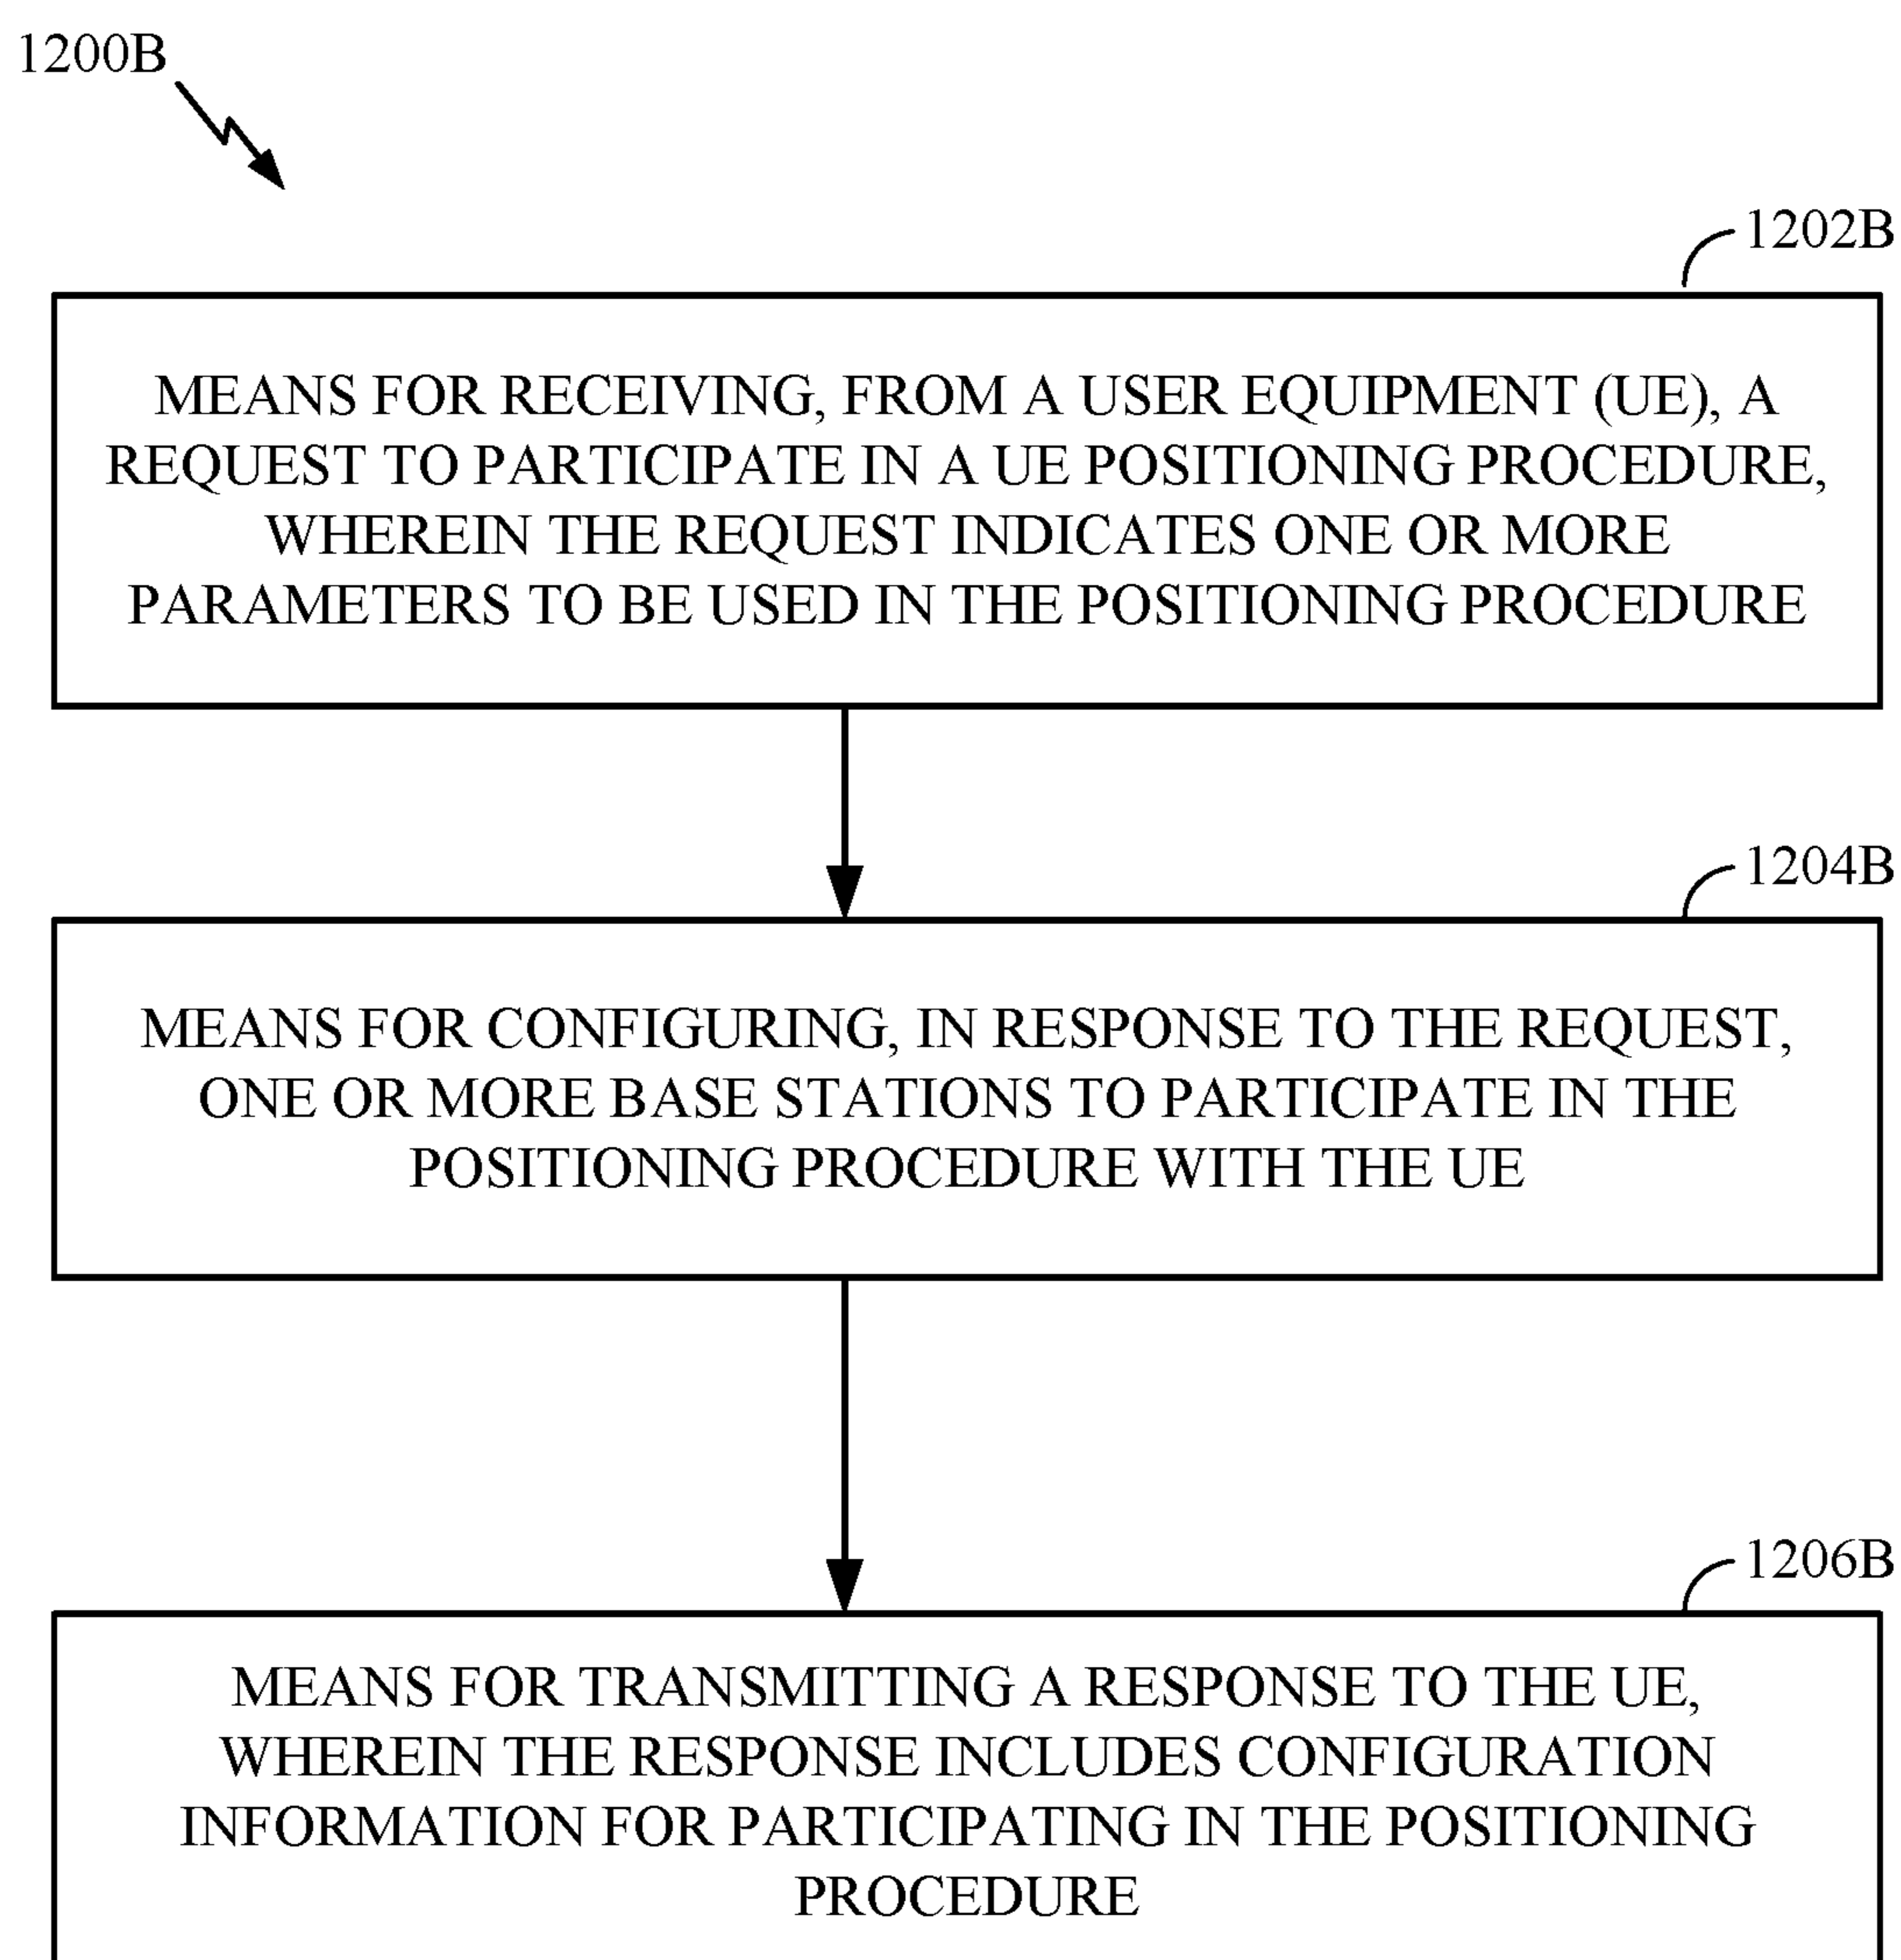 1200B
1202B
MEANS FOR RECEIVING, FROM A USER EQUIPMENT (UE), A
REQUEST TO PARTICIPATE IN A UE POSITIONING PROCEDURE,
WHEREIN THE REQUEST INDICATES ONE OR MORE
PARAMETERS TO BE USED IN THE POSITIONING PROCEDURE
1204B
MEANS FOR CONFIGURING, IN RESPONSE TO THE REQUEST,
ONE OR MORE BASE STATIONS TO PARTICIPATE IN THE
POSITIONING PROCEDURE WITH THE UE
1206B
MEANS FOR TRANSMITTING A RESPONSE TO THE UE,
WHEREIN THE RESPONSE INCLUDES CONFIGURATION
INFORMATION FOR PARTICIPATING IN THE POSITIONING
PROCEDURE